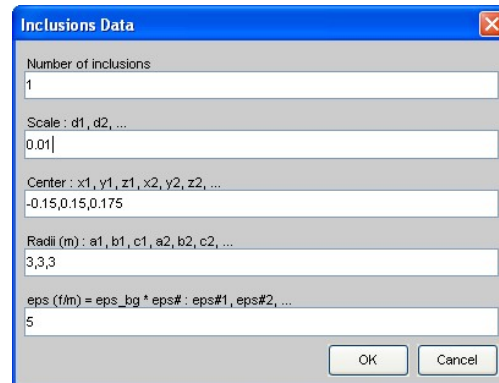 Inclusions Data
Number of inclusions
1
Scale : d1, d2, ...
0.01
Center : x1, y1, z1, x2, y2, z2, ...
-0.15,0.15,0.175
Radii (m) : a1, b1, c1, a2, b2, c2, ...
3,3,3
eps (f/m) = eps_bg * eps# : eps#1, eps#2, ...
5
OK Cancel